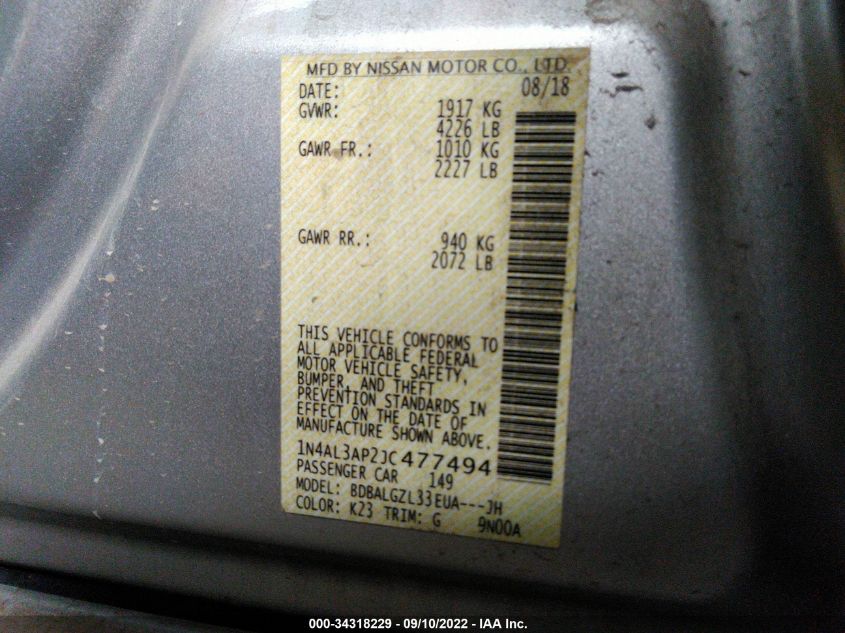 MFD BY NISSAN MOTOR CO., LTD.
DATE: 08/18
GVWR: 1917 KG
4226 LB
GAWR FR.: 1010 KG
2227 LB
GAWR RR.: 940 KG
2072 LB
THIS VEHICLE CONFORMS TO
ALL APPLICABLE FEDERAL
MOTOR VEHICLE SAFETY,
BUMPER, AND THEFT
PREVENTION STANDARDS IN
EFFECT ON THE DATE OF
MANUFACTURE SHOWN ABOVE.
1N4AL3AP2JC477494
PASSENGER CAR 149
MODEL: BDBALGZL33EUA---JH
COLOR: K23 TRIM: G 9N00A
000-34318229 - 09/10/2022 - IAA Inc.